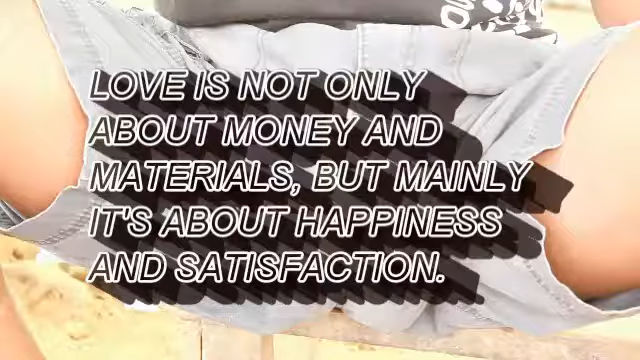 LOVE IS NOT ONLY
ABOUT MONEY AND
MATERIALS, BUT MAINLY
IT'S ABOUT HAPPINESS
AND SATISFACTION.